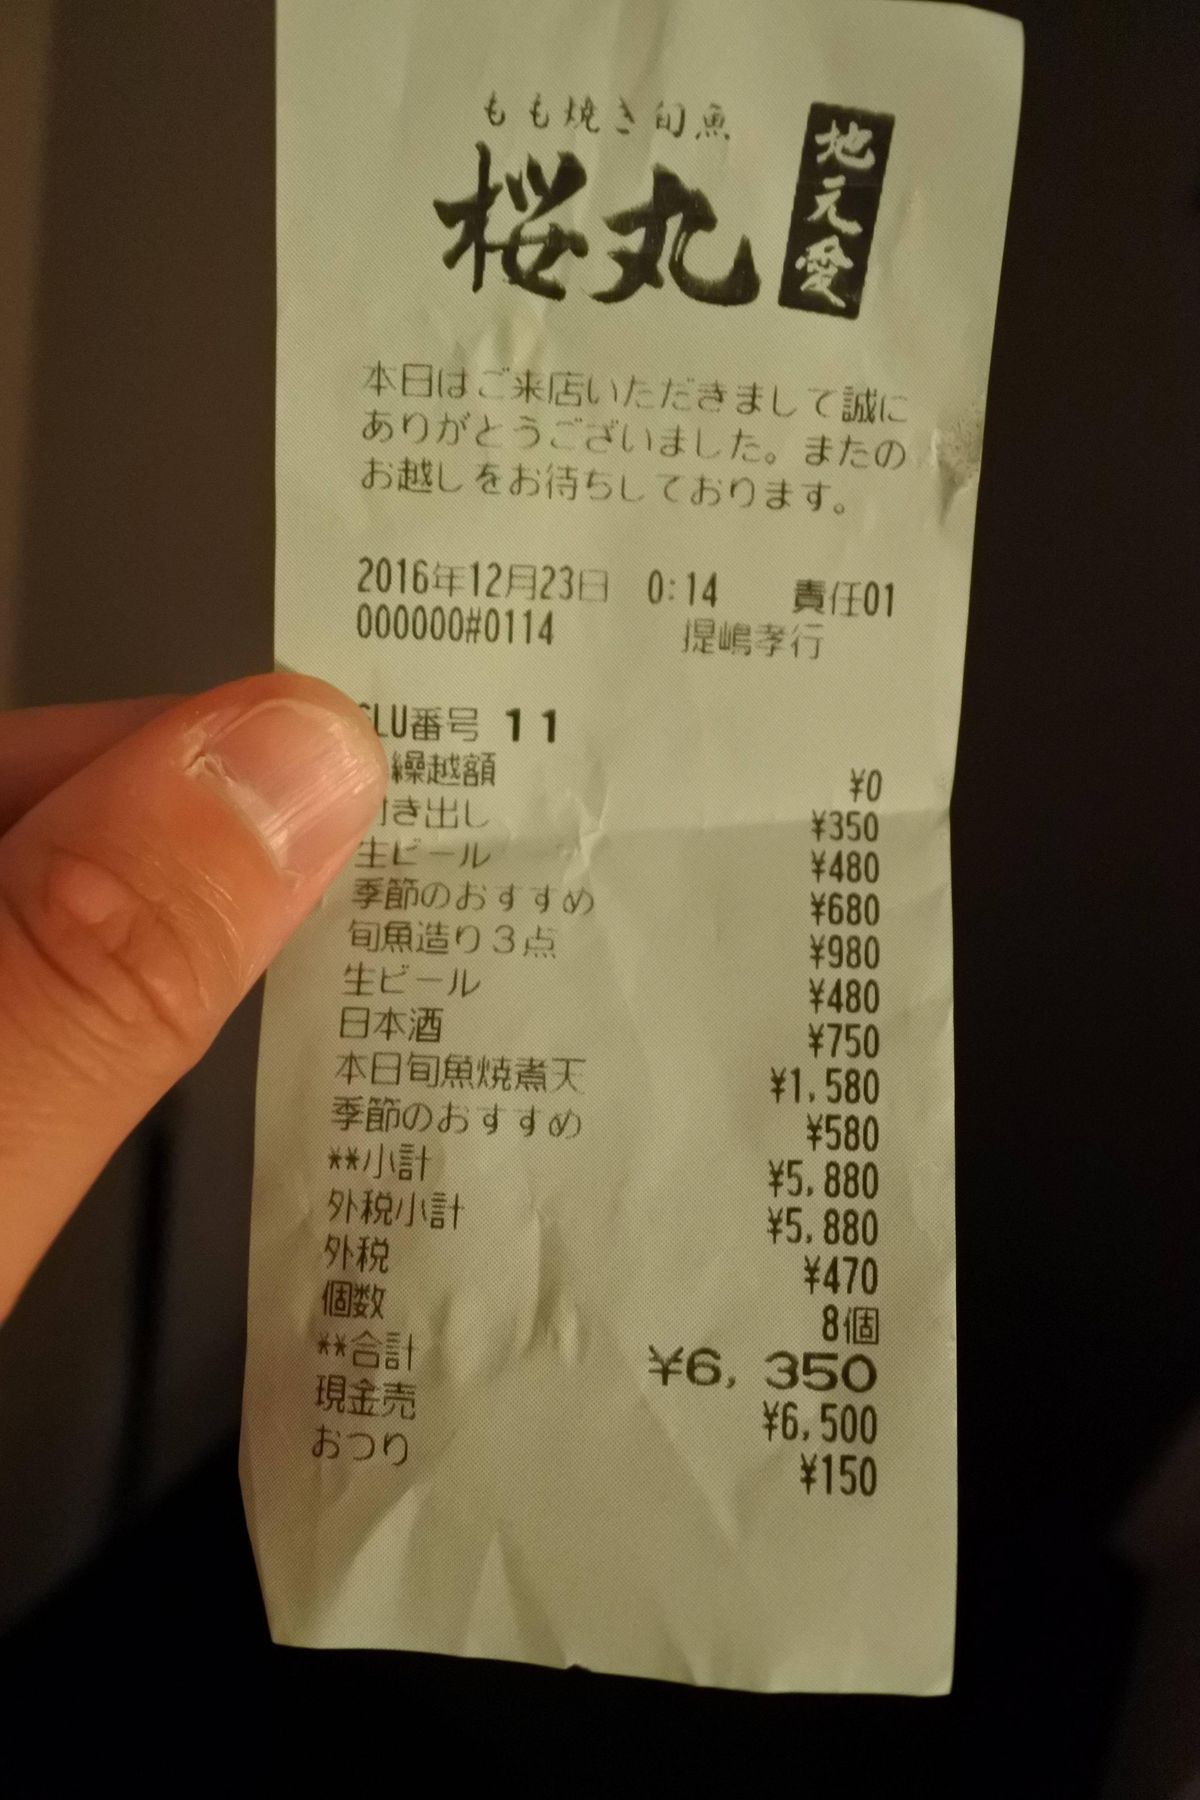 もも焼き旬魚
桜丸
地元愛
本日はご来店いただきまして誠に
ありがとうございました。またの
お越しをお待ちしております。
2016年12月23日 0:14 責任01
000000#0114 提嶋孝行
LU番号 11
繰越額 ¥0
き出し ¥350
生ビール ¥480
季節のおすすめ ¥680
旬魚造り3点 ¥980
生ビール ¥480
日本酒 ¥750
本日旬魚焼煮天 ¥1,580
季節のおすすめ ¥580
**小計 ¥5,880
外税小計 ¥5,880
外税 ¥470
個数 8個
**合計 ¥6,350
現金売 ¥6,500
おつり ¥150